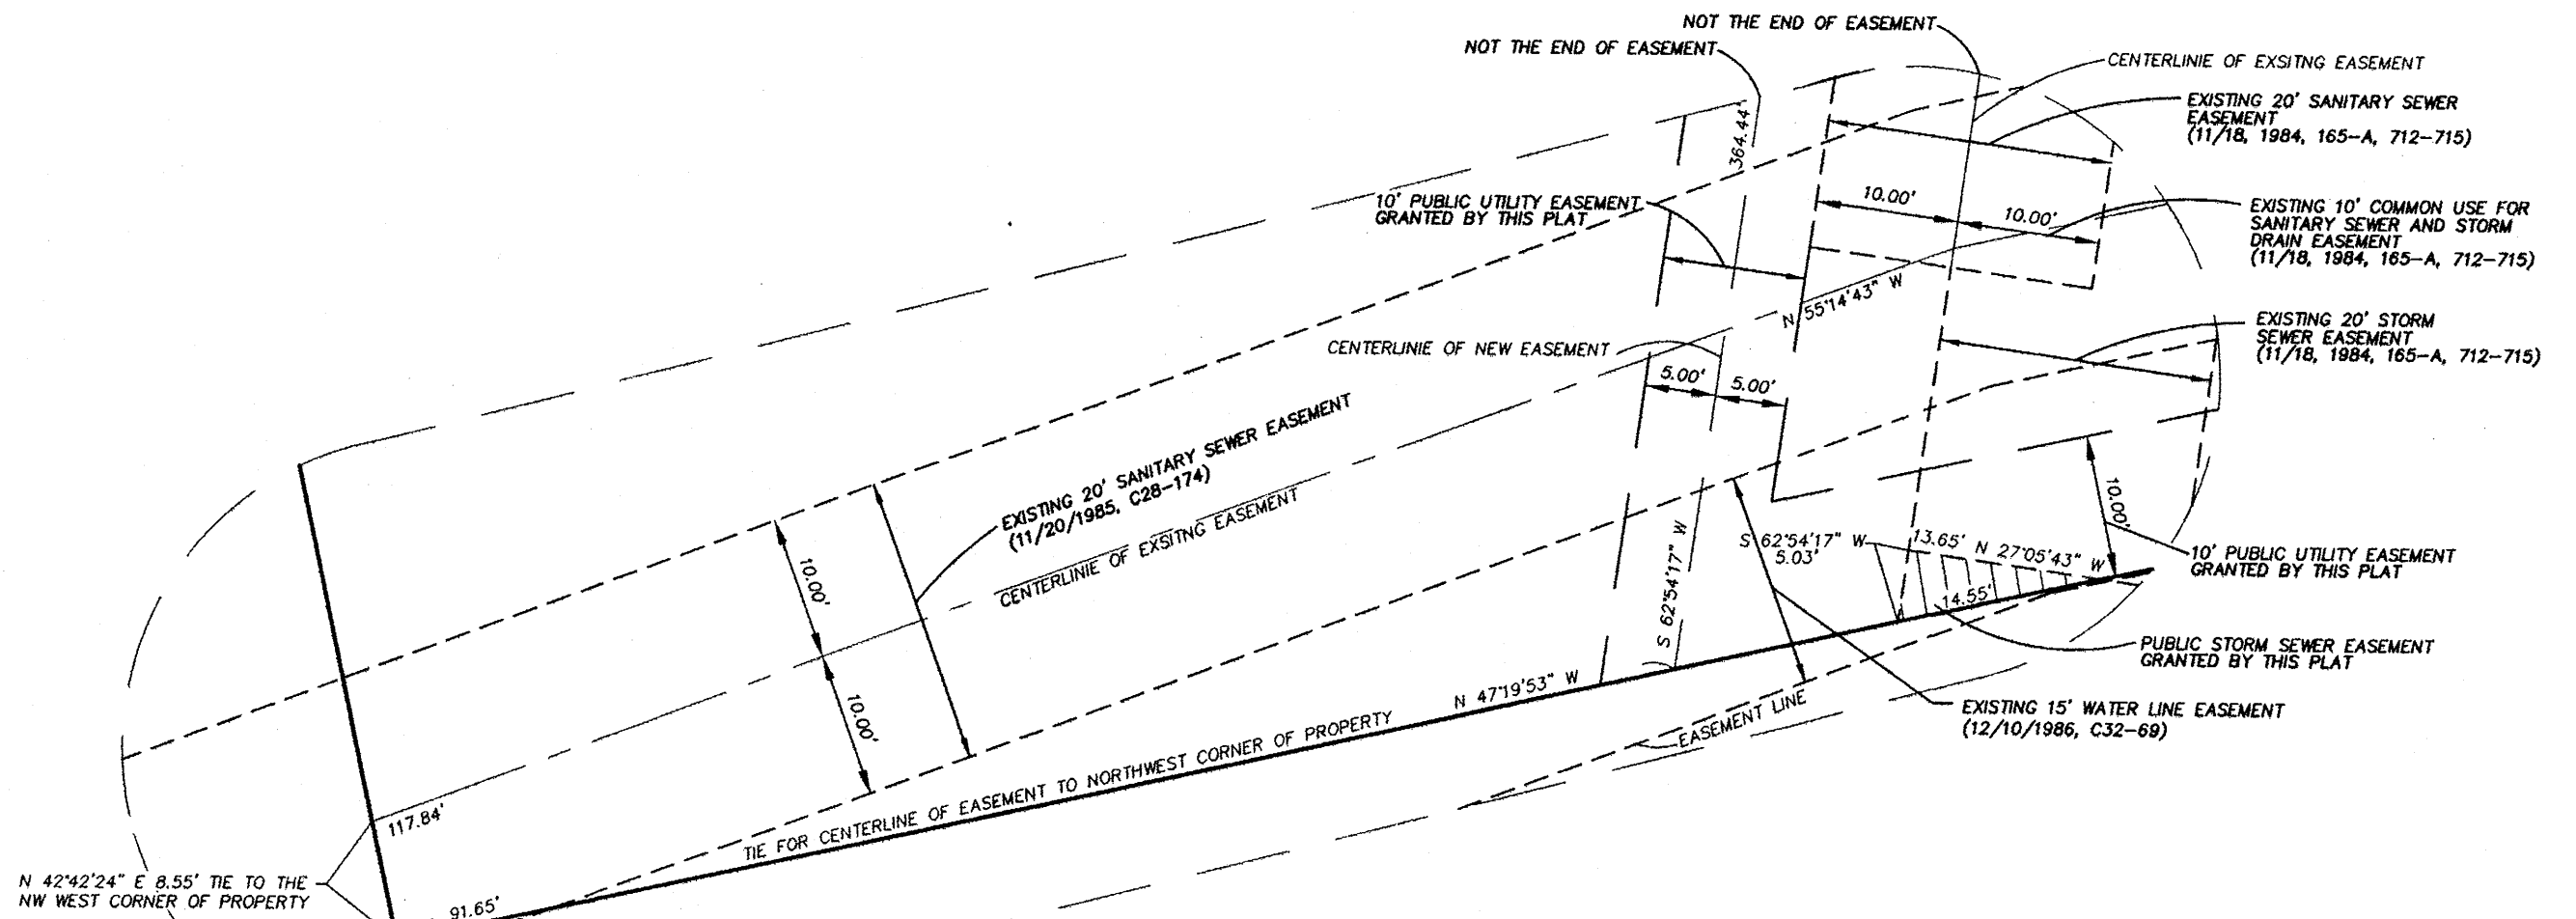 NOT THE END OF EASEMENT
NOT THE END OF EASEMENT
CENTERLINIE OF EXSITNG EASEMENT
EXISTING 20' SANITARY SEWER
EASEMENT
(11/18, 1984, 165-A, 712-715)
364.44'
10' PUBLIC UTILITY EASEMENT
GRANTED BY THIS PLAT
10.00'
10.00'
EXISTING 10' COMMON USE FOR
SANITARY SEWER AND STORM
DRAIN EASEMENT
(11/18, 1984, 165-A, 712-715)
N 55°14'43" W
EXISTING 20' STORM
SEWER EASEMENT
(11/18, 1984, 165-A, 712-715)
CENTERLINIE OF NEW EASEMENT
5.00'
5.00'
EXISTING 20' SANITARY SEWER EASEMENT
(11/20/1985, C28-174)
CENTERLINIE OF EXSITNG EASEMENT
10.00'
10.00'
10.00'
S 62°54'17" W
S 62°54'17" W
5.03'
13.65'
N 27°05'43" W
14.55'
10' PUBLIC UTILITY EASEMENT
GRANTED BY THIS PLAT
PUBLIC STORM SEWER EASEMENT
GRANTED BY THIS PLAT
EXISTING 15' WATER LINE EASEMENT
(12/10/1986, C32-69)
N 47°19'53" W
EASEMENT LINE
TIE FOR CENTERLINE OF EASEMENT TO NORTHWEST CORNER OF PROPERTY
117.84'
N 42°42'24" E 8.55' TIE TO THE
NW WEST CORNER OF PROPERTY
91.65'